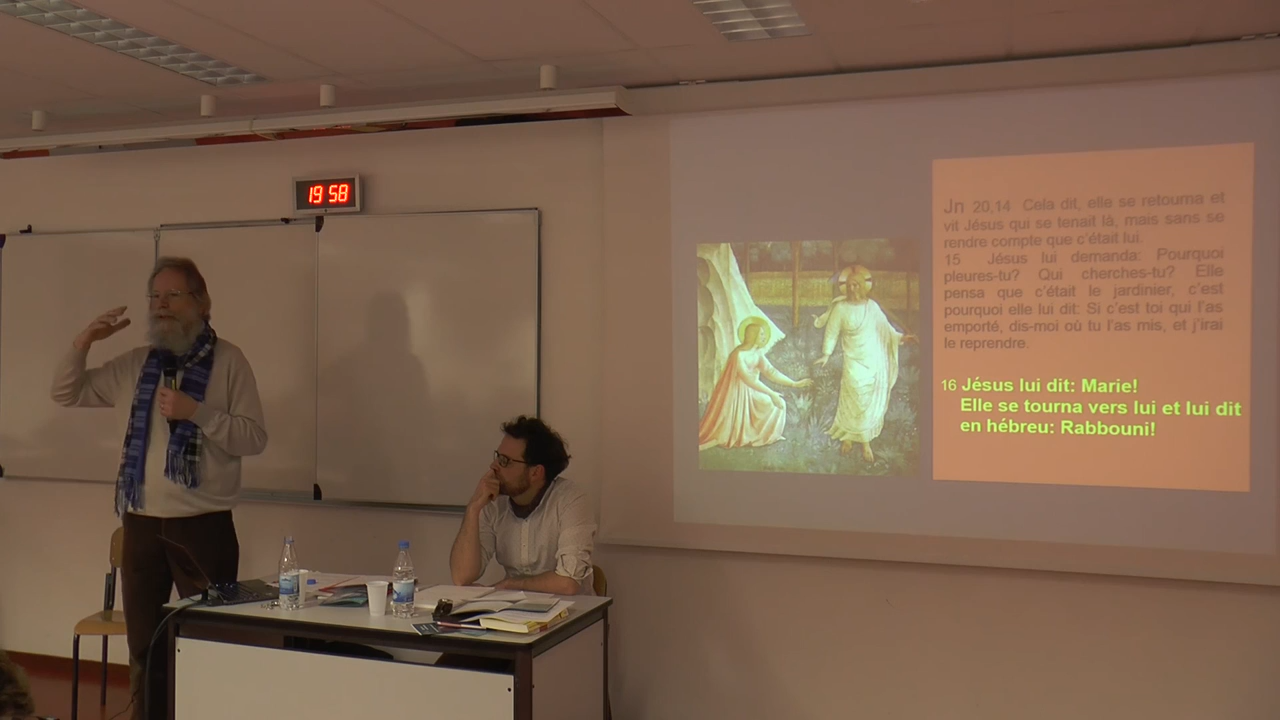 19 58
Jn 20,14 Cela dit, elle se retourna et
vit Jésus qui se tenait là, mais sans se
rendre compte que c'était lui.
15 Jésus lui demanda: Pourquoi
pleures-tu? Qui cherches-tu? Elle
pensa que c'était le jardinier, c'est
pourquoi elle lui dit: Si c'est toi qui l'as
emporté, dis-moi où tu l'as mis, et j'irai
le reprendre.
16 Jésus lui dit: Marie!
Elle se tourna vers lui et lui dit
en hébreu: Rabbouni!